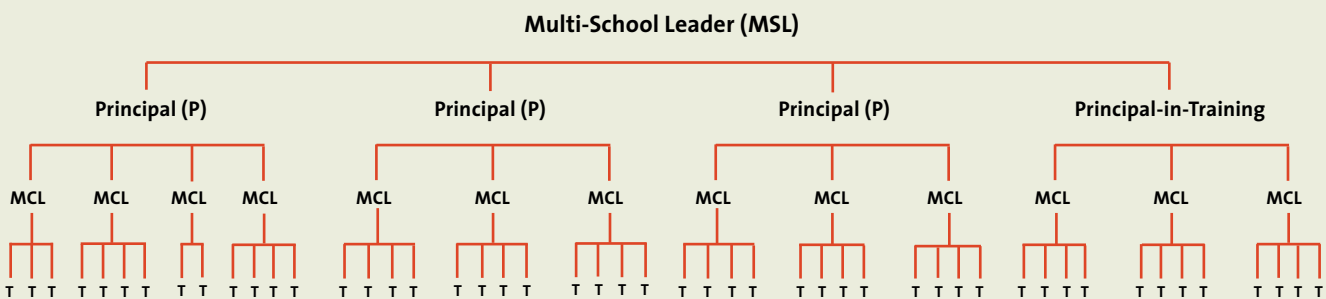 Multi-School Leader (MSL)
Principal (P) Principal (P) Principal (P) Principal-in-Training
MCL MCL MCL MCL MCL MCL MCL MCL MCL MCL MCL MCL MCL
T T T T T T T T T T T T T T T T T T T T T T T T T T T T T T T T T T T T T T T T T T T T T T T T T